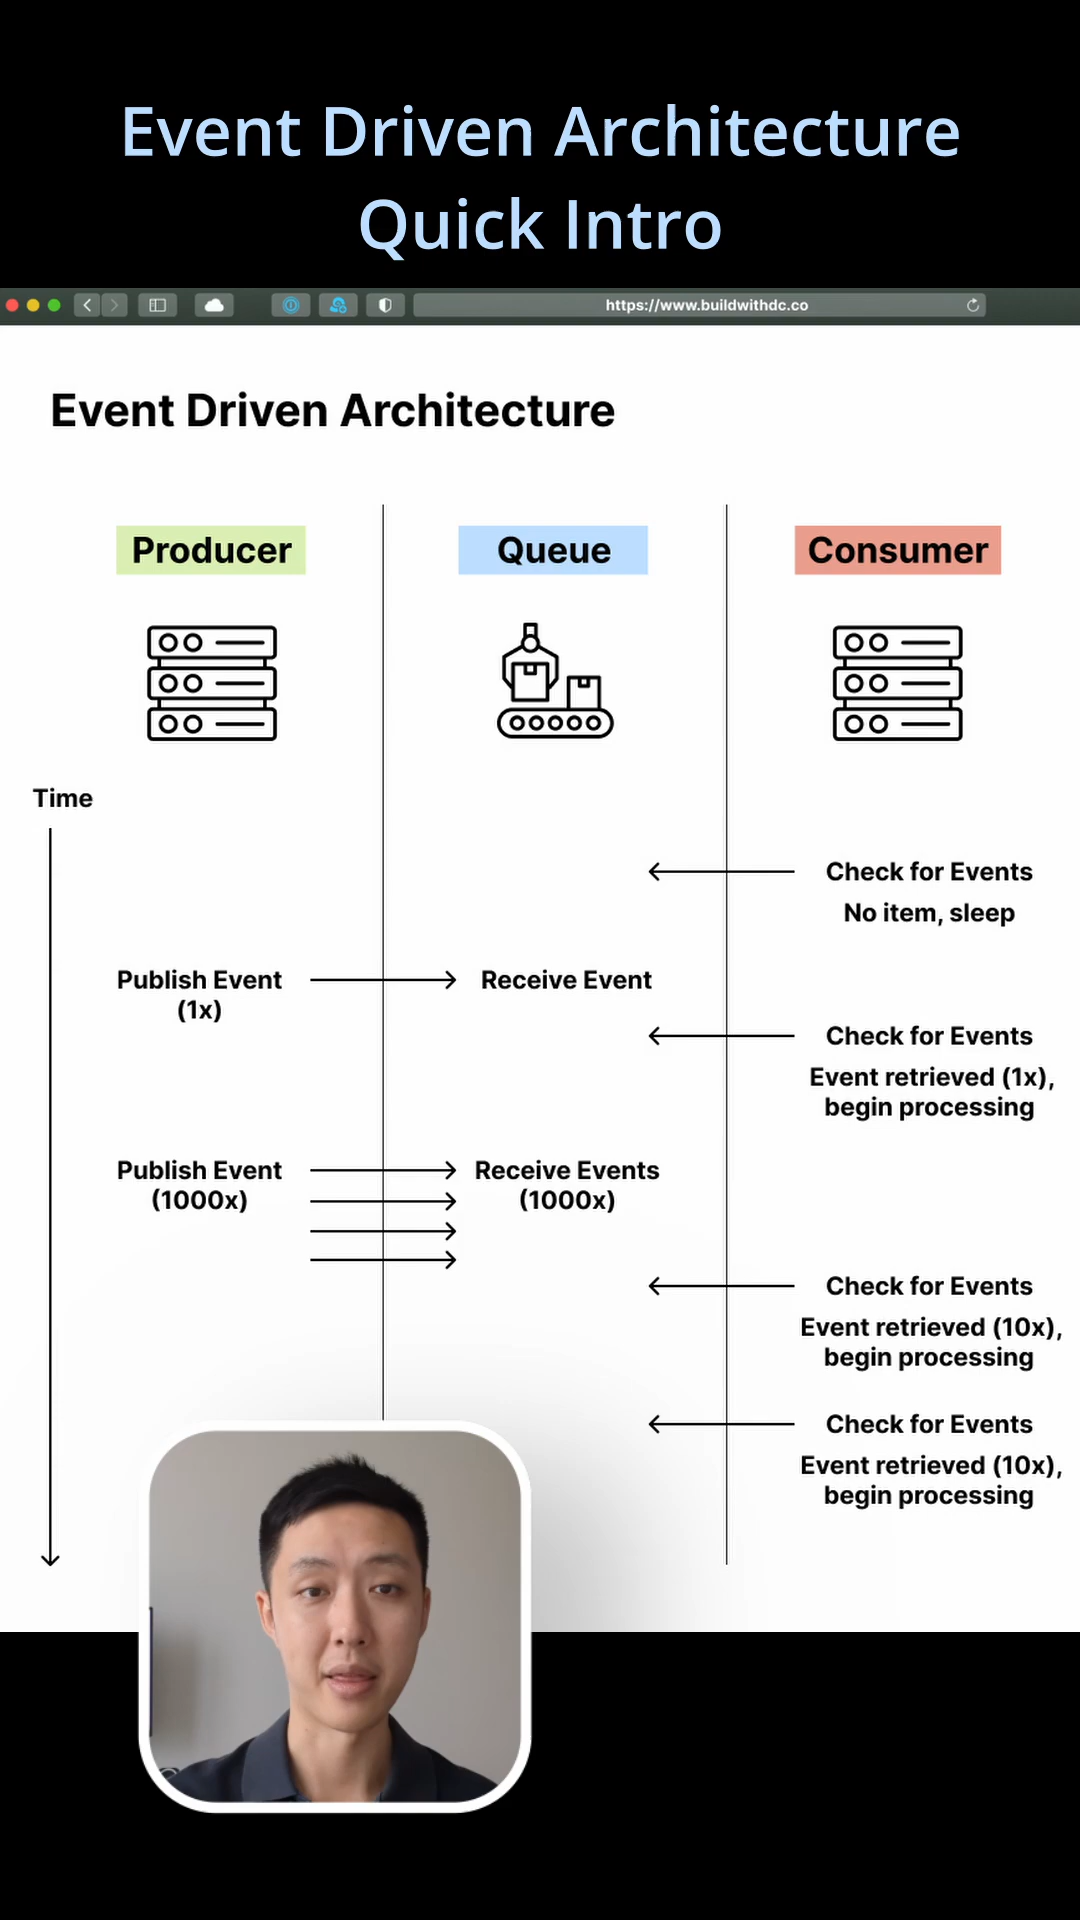 Event Driven Architecture
Quick Intro
https://www.buildwithdc.co
Event Driven Architecture
Producer
Queue
Consumer
Time
Check for Events
No item, sleep
Publish Event
(1x)
Receive Event
Check for Events
Event retrieved (1x),
begin processing
Publish Event
(1000x)
Receive Events
(1000x)
Check for Events
Event retrieved (10x),
begin processing
Check for Events
Event retrieved (10x),
begin processing